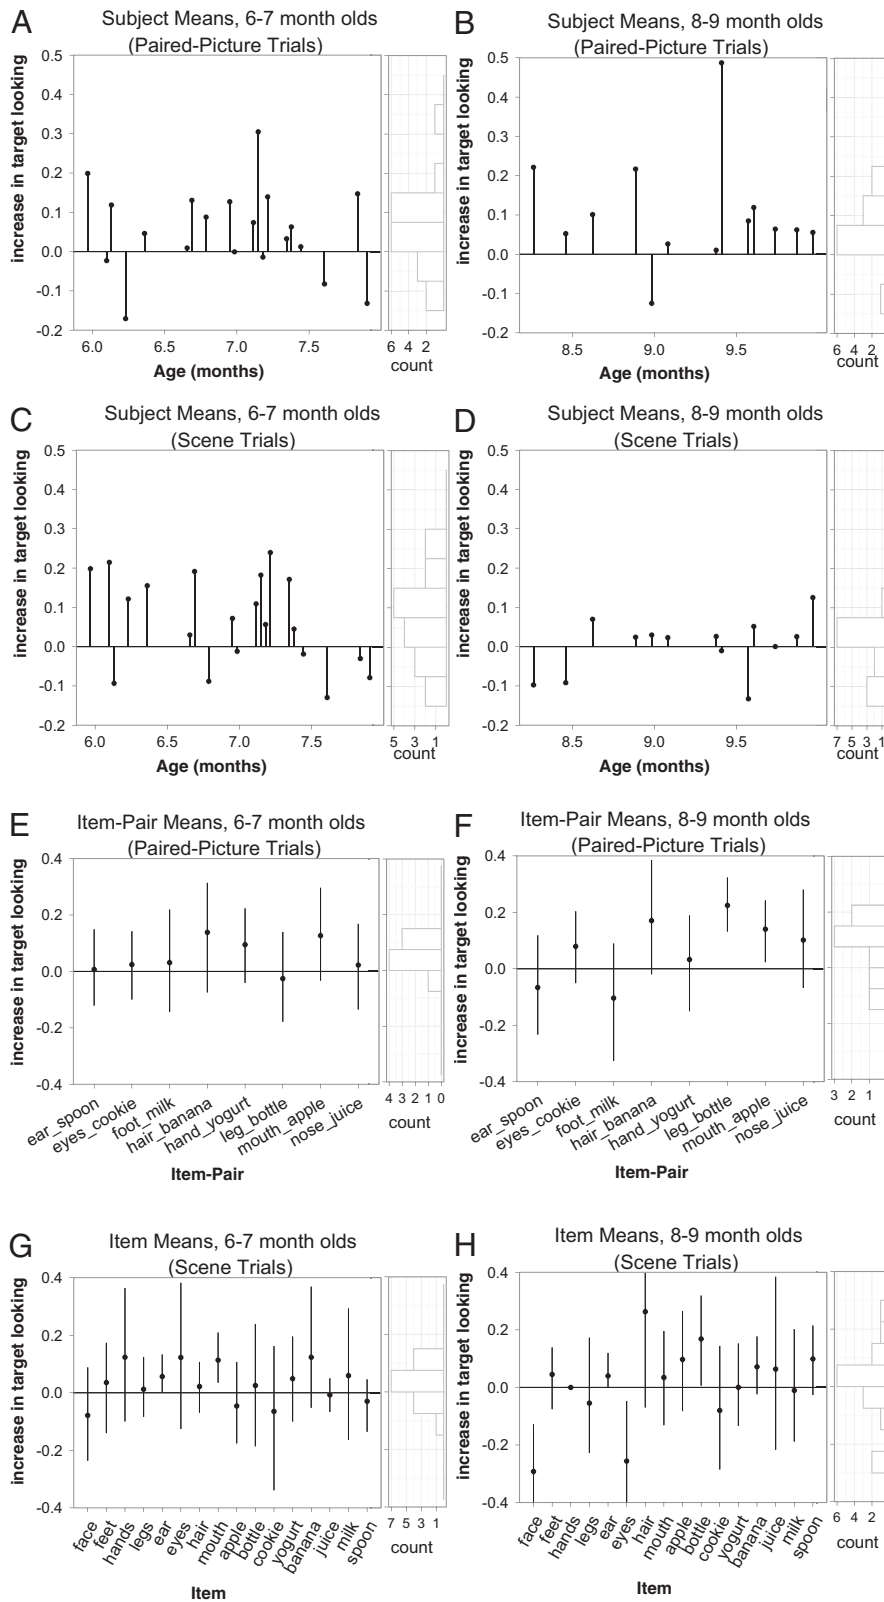 A
Subject Means, 6-7 month olds
(Paired-Picture Trials)
increase in target looking
0.5
0.4
0.3
0.2
0.1
0.0
-0.1
-0.2
6.0 6.5 7.0 7.5
Age (months)
6 4 2
count
B
Subject Means, 8-9 month olds
(Paired-Picture Trials)
increase in target looking
0.5
0.4
0.3
0.2
0.1
0.0
-0.1
-0.2
8.5 9.0 9.5
Age (months)
6 4 2
count
C
Subject Means, 6-7 month olds
(Scene Trials)
increase in target looking
0.5
0.4
0.3
0.2
0.1
0.0
-0.1
-0.2
6.0 6.5 7.0 7.5
Age (months)
5 3 1
count
D
Subject Means, 8-9 month olds
(Scene Trials)
increase in target looking
0.5
0.4
0.3
0.2
0.1
0.0
-0.1
-0.2
8.5 9.0 9.5
Age (months)
7 5 3 1
count
E
Item-Pair Means, 6-7 month olds
(Paired-Picture Trials)
increase in target looking
0.4
0.2
0.0
-0.2
-0.4
ear_spoon
eyes_cookie
foot_milk
hair_banana
hand_yogurt
leg_bottle
mouth_apple
nose_juice
Item-Pair
4 3 2 1 0
count
F
Item-Pair Means, 8-9 month olds
(Paired-Picture Trials)
increase in target looking
0.4
0.2
0.0
-0.2
-0.4
ear_spoon
eyes_cookie
foot_milk
hair_banana
hand_yogurt
leg_bottle
mouth_apple
nose_juice
Item-Pair
3 2 1
count
G
Item Means, 6-7 month olds
(Scene Trials)
increase in target looking
0.4
0.2
0.0
-0.2
-0.4
face
feet
hands
legs
ear
eyes
hair
mouth
apple
bottle
cookie
yogurt
banana
juice
milk
spoon
Item
7 5 3 1
count
H
Item Means, 8-9 month olds
(Scene Trials)
increase in target looking
0.4
0.2
0.0
-0.2
-0.4
face
feet
hands
legs
ear
eyes
hair
mouth
apple
bottle
cookie
yogurt
banana
juice
milk
spoon
Item
6 4 2
count